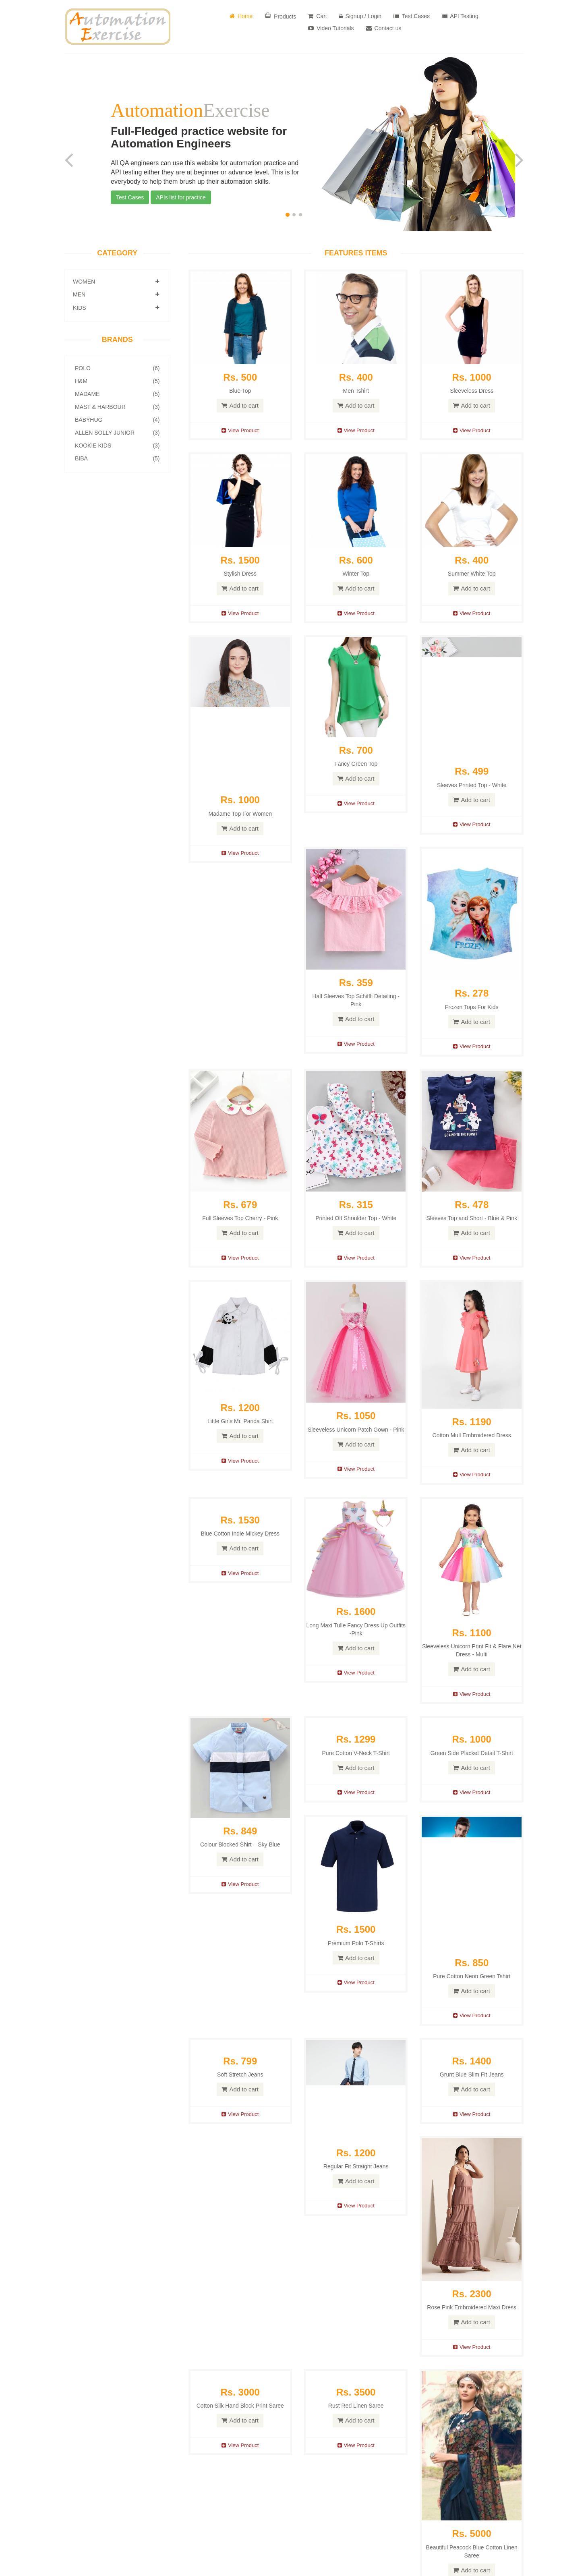 Automation
Exercise
Home
Products
Cart
Signup / Login
Test Cases
API Testing
Video Tutorials
Contact us
AutomationExercise
Full-Fledged practice website for
Automation Engineers
All QA engineers can use this website for automation practice and
API testing either they are at beginner or advance level. This is for
everybody to help them brush up their automation skills.
Test Cases
APIs list for practice
CATEGORY
WOMEN
MEN
KIDS
BRANDS
POLO (6)
H&M (5)
MADAME (5)
MAST & HARBOUR (3)
BABYHUG (4)
ALLEN SOLLY JUNIOR (3)
KOOKIE KIDS (3)
BIBA (5)
FEATURES ITEMS
Rs. 500
Blue Top
Add to cart
View Product
Rs. 400
Men Tshirt
Add to cart
View Product
Rs. 1000
Sleeveless Dress
Add to cart
View Product
Rs. 1500
Stylish Dress
Add to cart
View Product
Rs. 600
Winter Top
Add to cart
View Product
Rs. 400
Summer White Top
Add to cart
View Product
Rs. 1000
Madame Top For Women
Add to cart
View Product
Rs. 700
Fancy Green Top
Add to cart
View Product
Rs. 499
Sleeves Printed Top - White
Add to cart
View Product
Rs. 359
Half Sleeves Top Schiffli Detailing -
Pink
Add to cart
View Product
FROZEN
Rs. 278
Frozen Tops For Kids
Add to cart
View Product
Rs. 679
Full Sleeves Top Cherry - Pink
Add to cart
View Product
Rs. 315
Printed Off Shoulder Top - White
Add to cart
View Product
Rs. 478
Sleeves Top and Short - Blue & Pink
Add to cart
View Product
Rs. 1200
Little Girls Mr. Panda Shirt
Add to cart
View Product
Rs. 1050
Sleeveless Unicorn Patch Gown - Pink
Add to cart
View Product
Rs. 1190
Cotton Mull Embroidered Dress
Add to cart
View Product
Rs. 1530
Blue Cotton Indie Mickey Dress
Add to cart
View Product
Rs. 1600
Long Maxi Tulle Fancy Dress Up Outfits
-Pink
Add to cart
View Product
Rs. 1100
Sleeveless Unicorn Print Fit & Flare Net
Dress - Multi
Add to cart
View Product
Rs. 849
Colour Blocked Shirt – Sky Blue
Add to cart
View Product
Rs. 1299
Pure Cotton V-Neck T-Shirt
Add to cart
View Product
Rs. 1000
Green Side Placket Detail T-Shirt
Add to cart
View Product
Rs. 1500
Premium Polo T-Shirts
Add to cart
View Product
Rs. 850
Pure Cotton Neon Green Tshirt
Add to cart
View Product
Rs. 799
Soft Stretch Jeans
Add to cart
View Product
Rs. 1200
Regular Fit Straight Jeans
Add to cart
View Product
Rs. 1400
Grunt Blue Slim Fit Jeans
Add to cart
View Product
Rs. 2300
Rose Pink Embroidered Maxi Dress
Add to cart
View Product
Rs. 3000
Cotton Silk Hand Block Print Saree
Add to cart
View Product
Rs. 3500
Rust Red Linen Saree
Add to cart
View Product
Rs. 5000
Beautiful Peacock Blue Cotton Linen
Saree
Add to cart